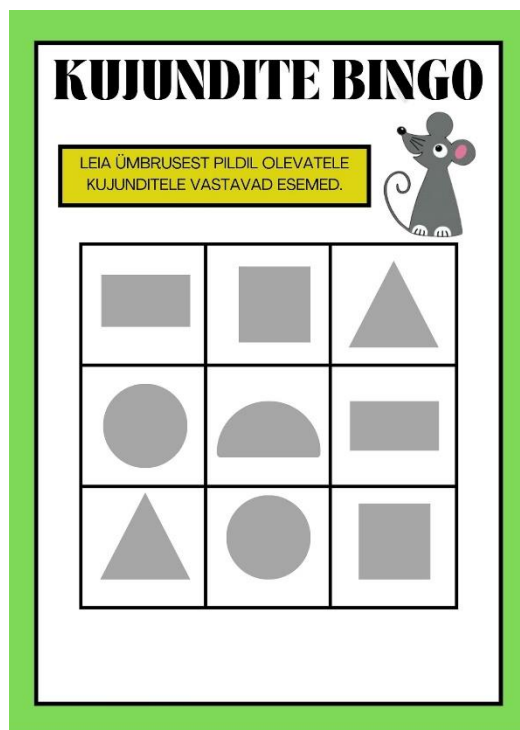 KUJUNDITE BINGO
LEIA ÜMBRUSEST PILDIL OLEVATELE
KUJUNDITELE VASTAVAD ESEMED.